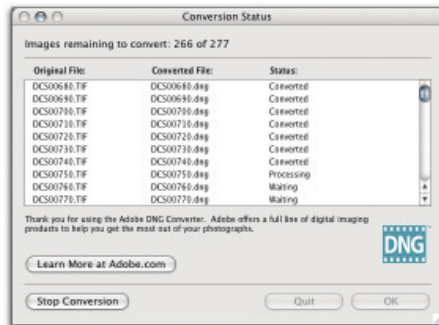 Conversion Status
Images remaining to convert: 266 of 277
Original File: Converted File: Status:
DCS00680.TIF DCS00680.dng Converted
DCS00690.TIF DCS00690.dng Converted
DCS00700.TIF DCS00700.dng Converted
DCS00710.TIF DCS00710.dng Converted
DCS00720.TIF DCS00720.dng Converted
DCS00730.TIF DCS00730.dng Converted
DCS00740.TIF DCS00740.dng Converted
DCS00750.TIF DCS00750.dng Processing
DCS00760.TIF DCS00760.dng Waiting
DCS00770.TIF DCS00770.dng Waiting
Thank you for using the Adobe DNG Converter. Adobe offers a full line of digital imaging
products to help you get the most out of your photographs.
DNG
Learn More at Adobe.com
Stop Conversion Quit OK